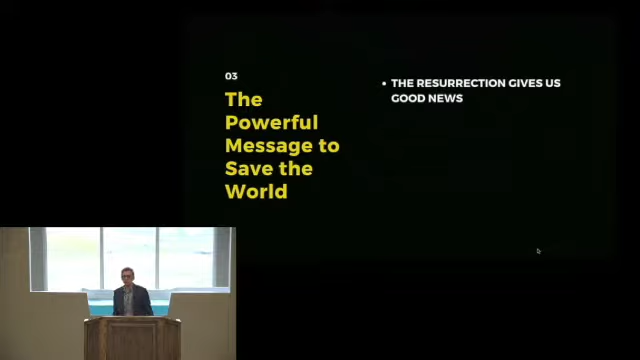 03
The
Powerful
Message to
Save the
World
• THE RESURRECTION GIVES US
GOOD NEWS